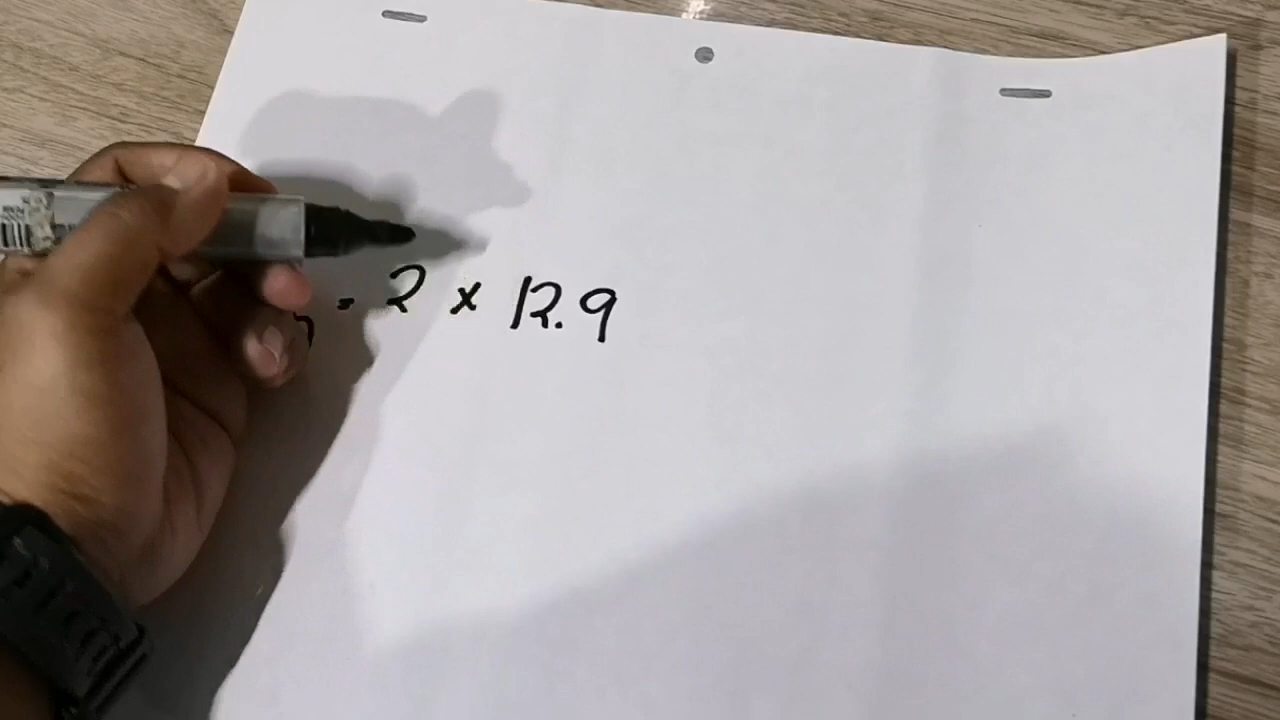 = 2 × 12.9